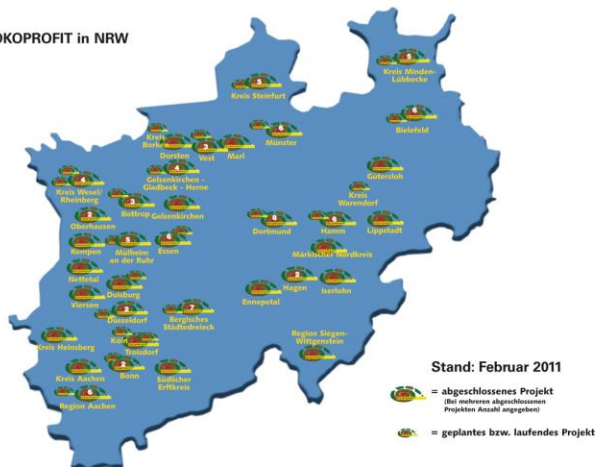 ÖKOPROFIT in NRW
Kreis Minden-
Lübbecke
Kreis Steinfurt
Bielefeld
Münster
Kreis
Borken
Dorsten
Vest
Marl
Gelsenkirchen -
Gladbeck - Herne
Gütersloh
Kreis Wesel/
Rheinberg
Kreis
Warendorf
Bottrop
Gelsenkirchen
Oberhausen
Dortmund
Hamm
Lippstadt
Kempen
Mülheim
an der Ruhr
Essen
Märkischer Nordkreis
Nettetal
Duisburg
Hagen
Iserlohn
Viersen
Ennepetal
Düsseldorf
Bergisches
Städtedreieck
Kreis Heinsberg
Köln
Troisdorf
Region Siegen-
Wittgenstein
Kreis Aachen
Bonn
Südlicher
Erftkreis
Region Aachen
Stand: Februar 2011
= abgeschlossenes Projekt
(Bei mehreren abgeschlossenen
Projekten Anzahl angegeben)
= geplantes bzw. laufendes Projekt